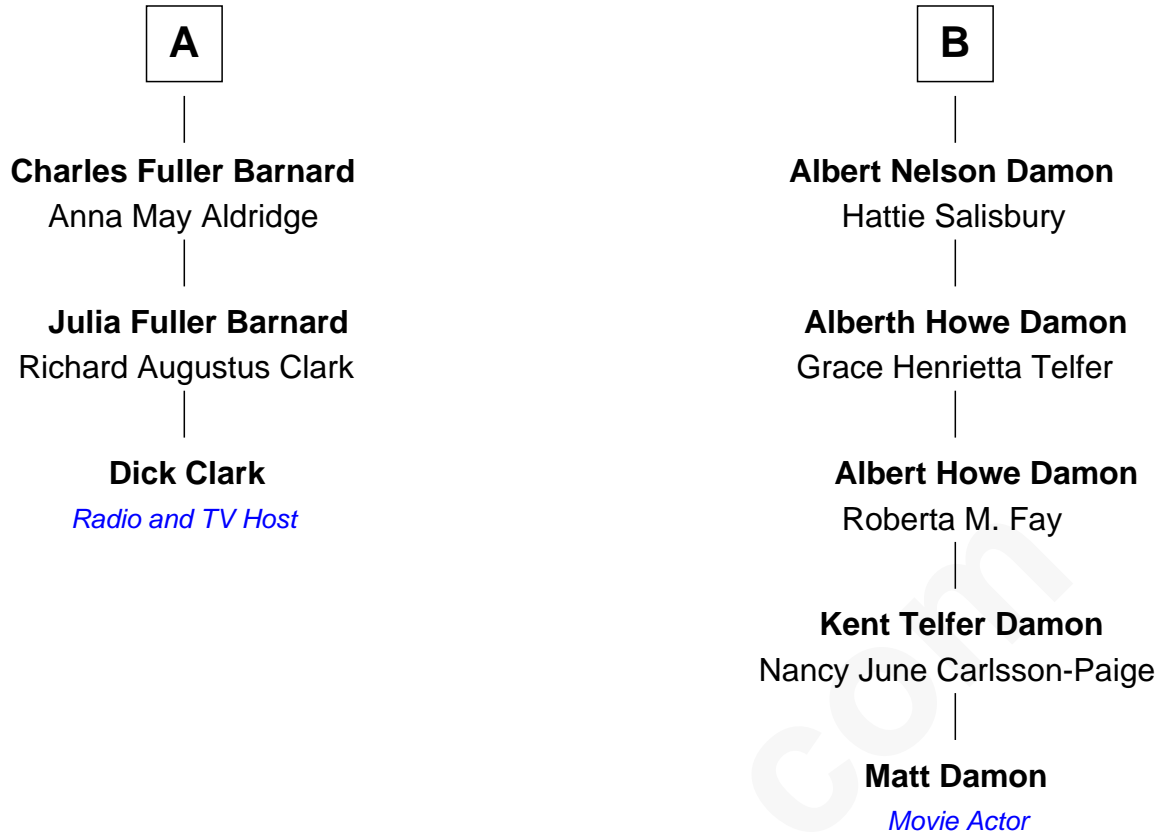 A
Charles Fuller Barnard
Anna May Aldridge
Julia Fuller Barnard
Richard Augustus Clark
Dick Clark
Radio and TV Host
B
Albert Nelson Damon
Hattie Salisbury
Alberth Howe Damon
Grace Henrietta Telfer
Albert Howe Damon
Roberta M. Fay
Kent Telfer Damon
Nancy June Carlsson-Paige
Matt Damon
Movie Actor
com